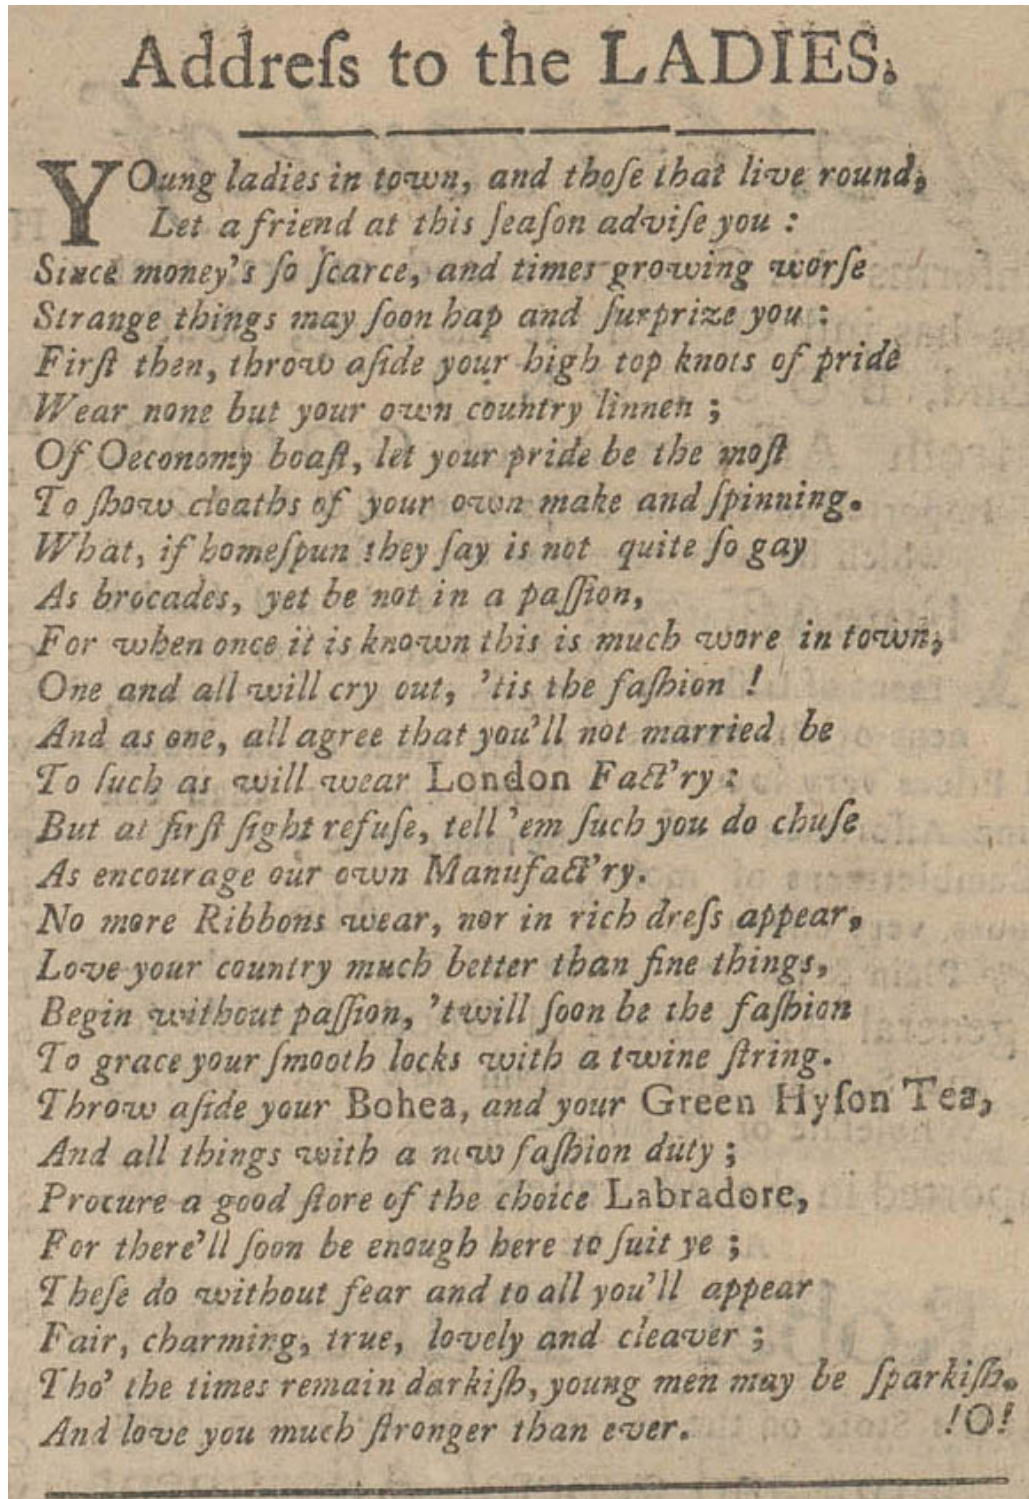 Addreſs to the LADIES.
YOung ladies in town, and thoſe that live round,
Let a friend at this ſeaſon adviſe you :
Since money's ſo ſcarce, and times growing worſe
Strange things may ſoon hap and ſurprize you :
Firſt then, throw aſide your high top knots of pride
Wear none but your own country linnen ;
Of Oeconomy boaſt, let your pride be the moſt
To ſhow cloaths of your own make and ſpinning.
What, if homeſpun they ſay is not quite ſo gay
As brocades, yet be not in a paſſion,
For when once it is known this is much wore in town,
One and all will cry out, 'tis the faſhion !
And as one, all agree that you'll not married be
To ſuch as will wear London Fact'ry :
But at firſt ſight refuſe, tell 'em ſuch you do chuſe
As encourage our own Manufact'ry.
No more Ribbons wear, nor in rich dreſs appear,
Love your country much better than fine things,
Begin without paſſion, 'twill ſoon be the faſhion
To grace your ſmooth locks with a twine ſtring.
Throw aſide your Bohea, and your Green Hyſon Tea,
And all things with a new faſhion duty ;
Procure a good ſtore of the choice Labradore,
For there'll ſoon be enough here to ſuit ye ;
Theſe do without fear and to all you'll appear
Fair, charming, true, lovely and cleaver ;
Tho' the times remain darkiſh, young men may be ſparkiſh.
And love you much ſtronger than ever. !O!